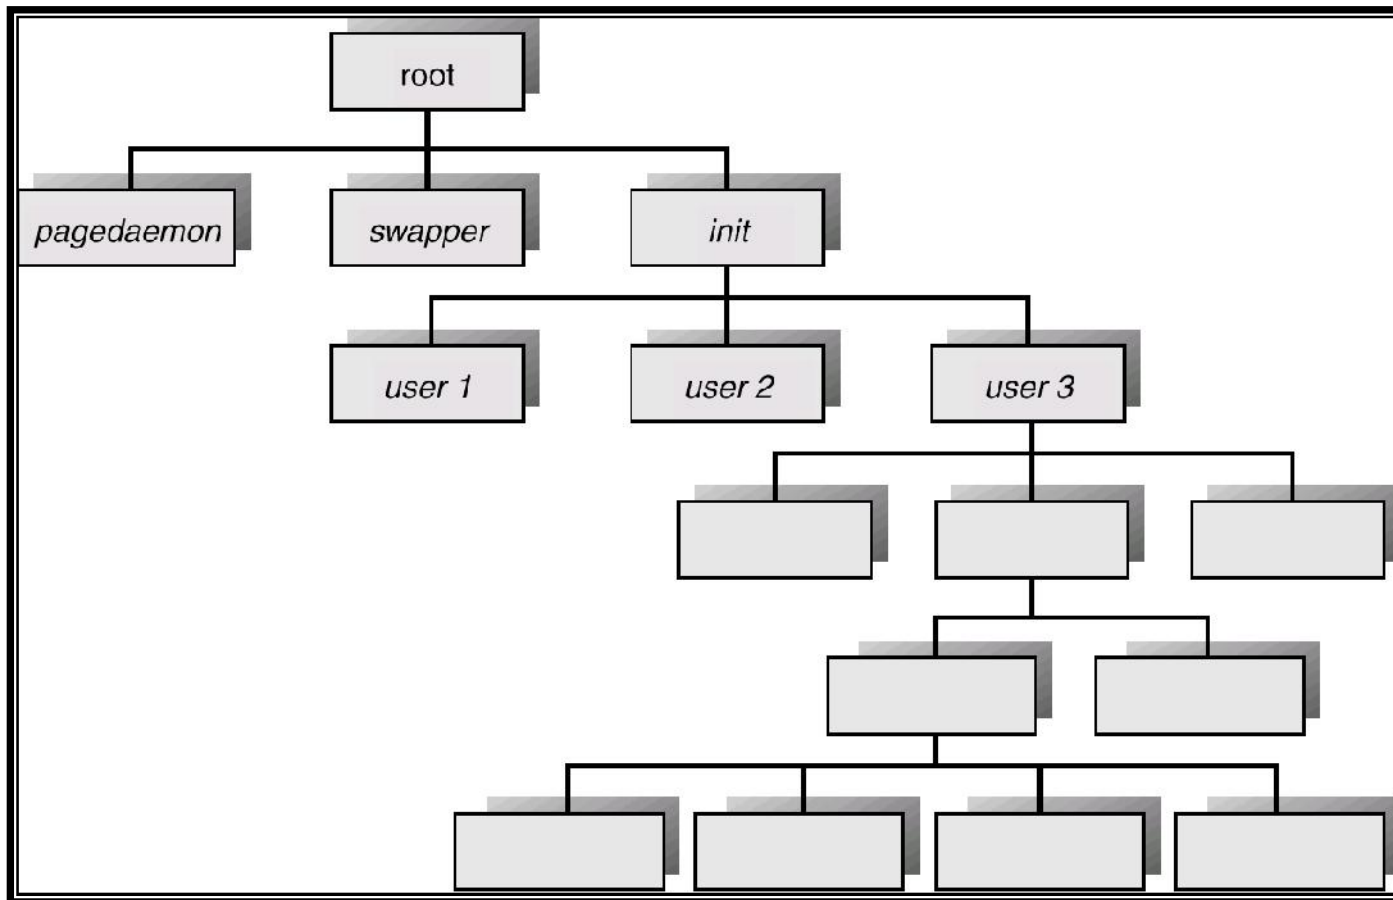 root
pagedaemon
swapper
init
user 1
user 2
user 3